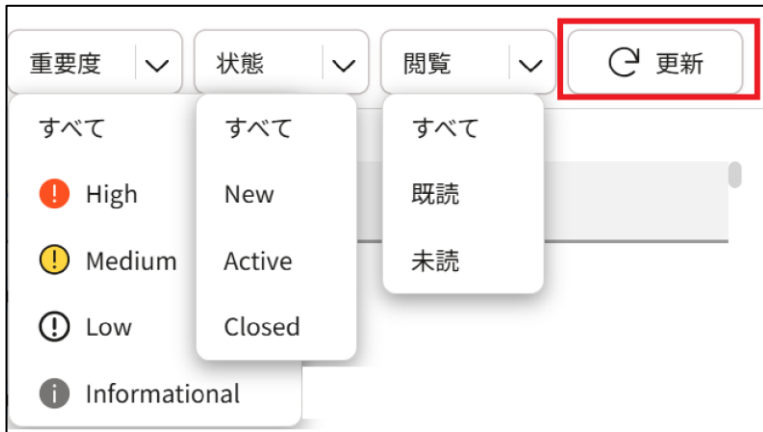 重要度
状態
閲覧
更新
すべて
High
Medium
Low
Informational
すべて
New
Active
Closed
すべて
既読
未読